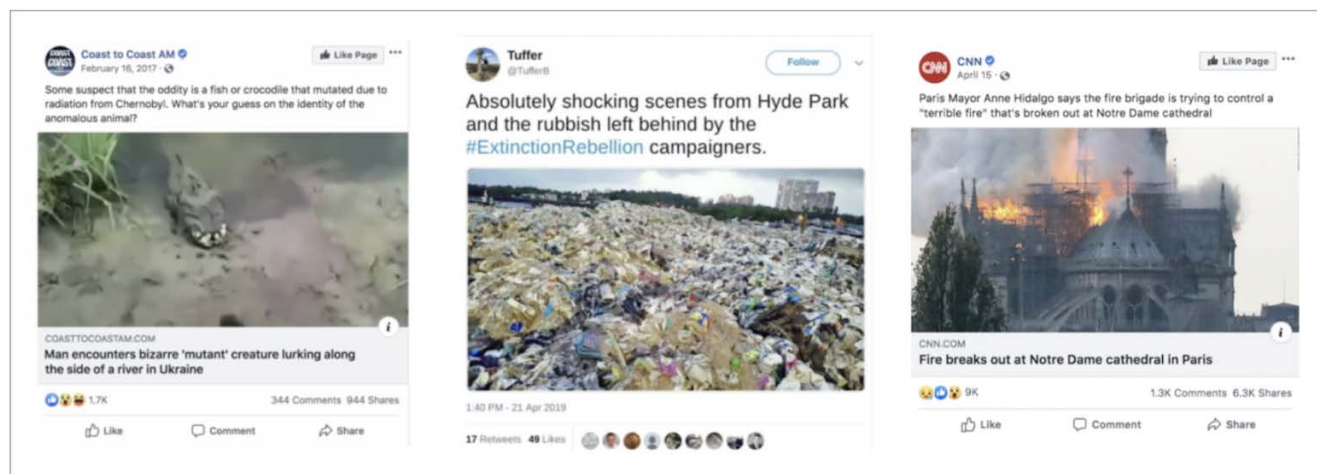 Coast to Coast AM
Like Page
February 16, 2017 ·
Some suspect that the oddity is a fish or crocodile that mutated due to
radiation from Chernobyl. What's your guess on the identity of the
anomalous animal?
COASTTOCOASTAM.COM
Man encounters bizarre 'mutant' creature lurking along
the side of a river in Ukraine
1.7K
344 Comments 944 Shares
Like
Comment
Share
Tuffer
@TufferB
Follow
Absolutely shocking scenes from Hyde Park
and the rubbish left behind by the
#ExtinctionRebellion campaigners.
1:40 PM - 21 Apr 2019
17 Retweets 49 Likes
CNN
CNN
Like Page
April 15 ·
Paris Mayor Anne Hidalgo says the fire brigade is trying to control a
"terrible fire" that's broken out at Notre Dame cathedral
CNN.COM
Fire breaks out at Notre Dame cathedral in Paris
9K
1.3K Comments 6.3K Shares
Like
Comment
Share